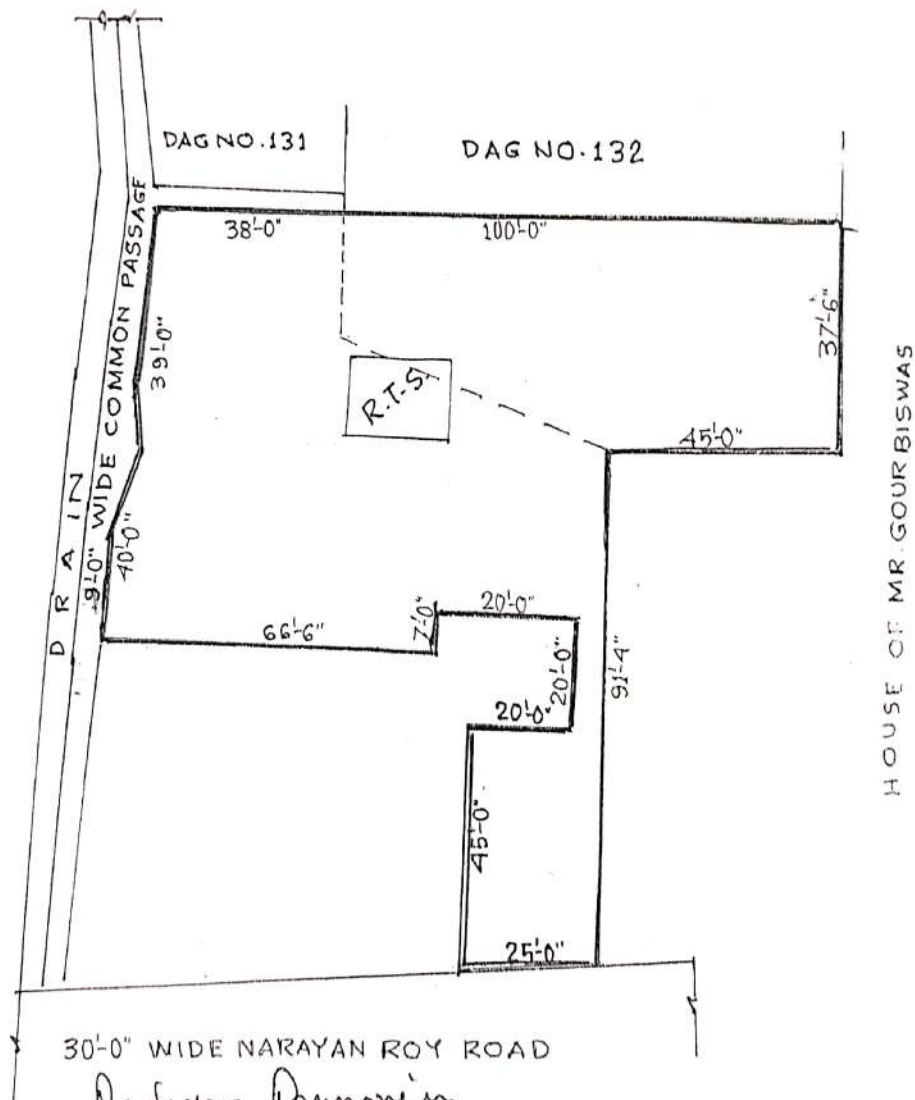 DAG NO.131
DAG NO.132
38'-0"
100'-0"
37'-6"
39'-0"
9'-0" WIDE COMMON PASSAGE
DRAIN
R.T.S.
45'-0"
40'-0"
66'-6"
7'-0"
20'-0"
20'-0"
20'-0"
91'-4"
45'-0"
25'-0"
HOUSE OF MR. GOUR BISWAS
30'-0" WIDE NARAYAN ROY ROAD